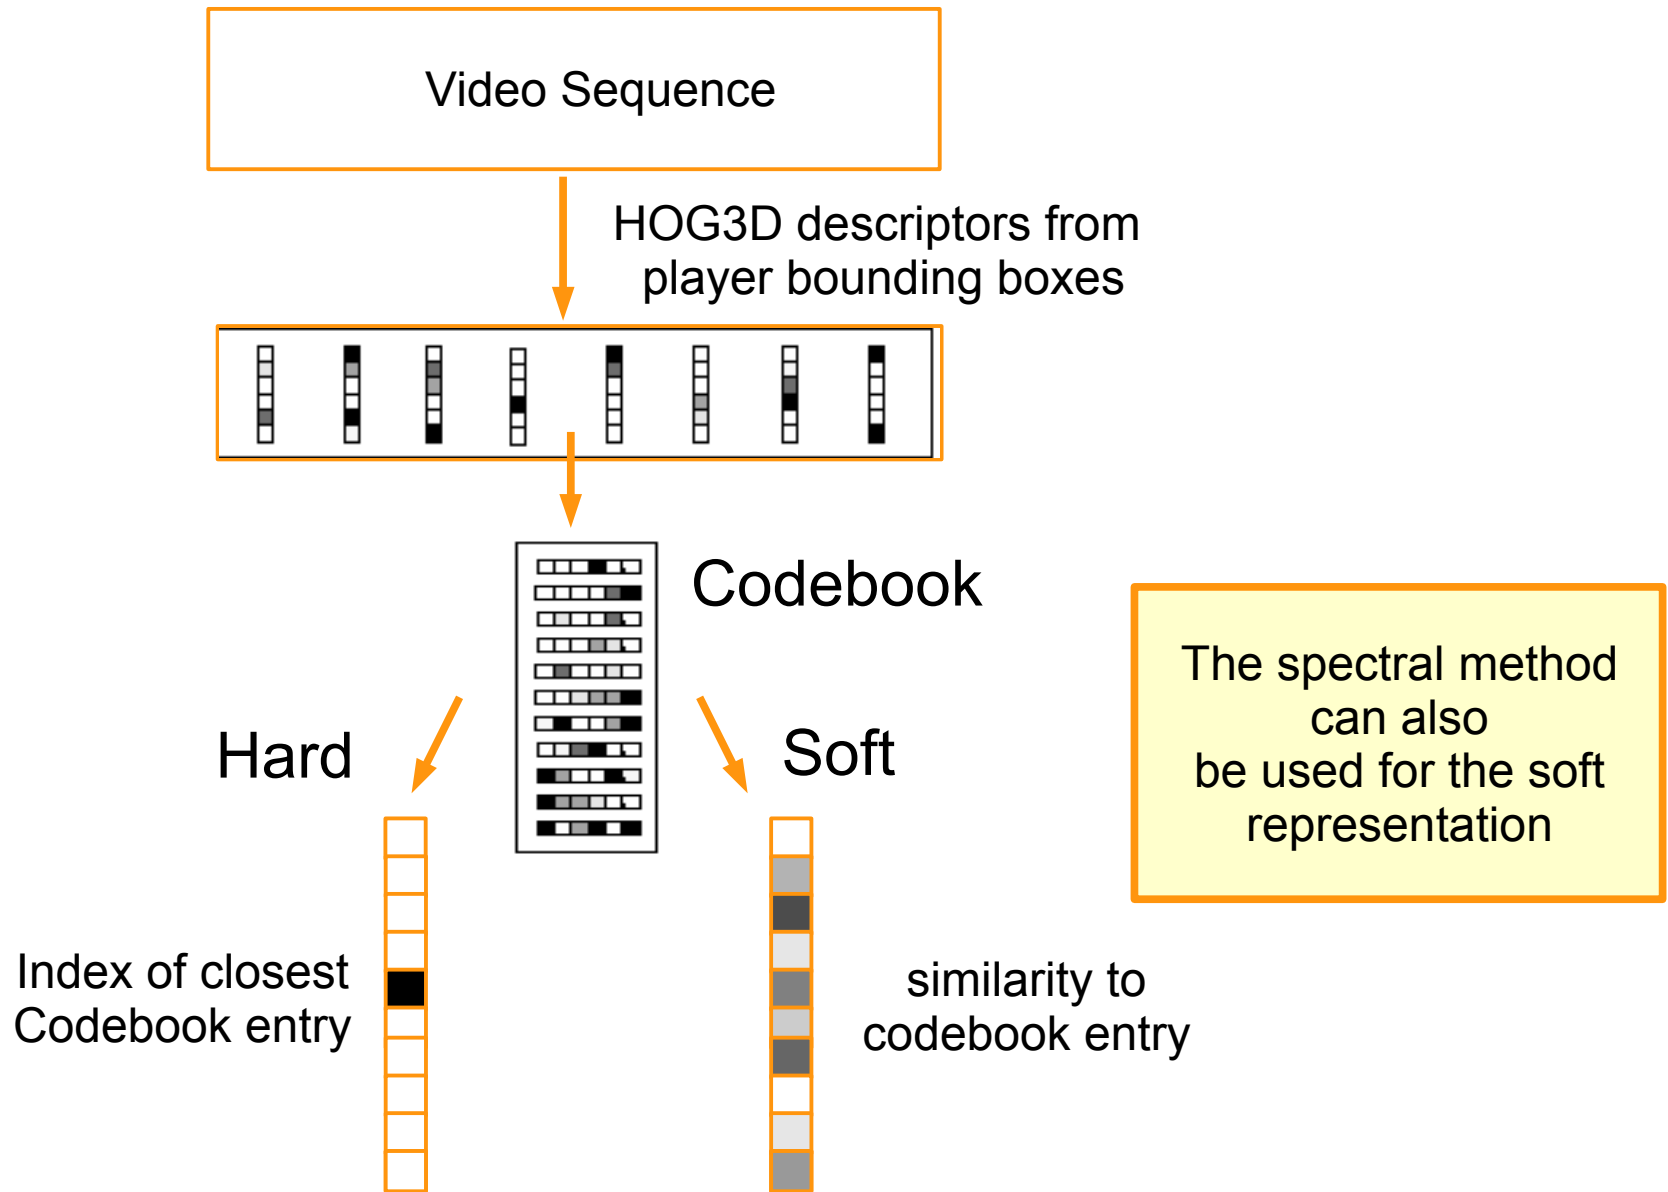 Video Sequence
HOG3D descriptors from
player bounding boxes
Codebook
Hard
Soft
The spectral method
can also
be used for the soft
representation
Index of closest
Codebook entry
similarity to
codebook entry